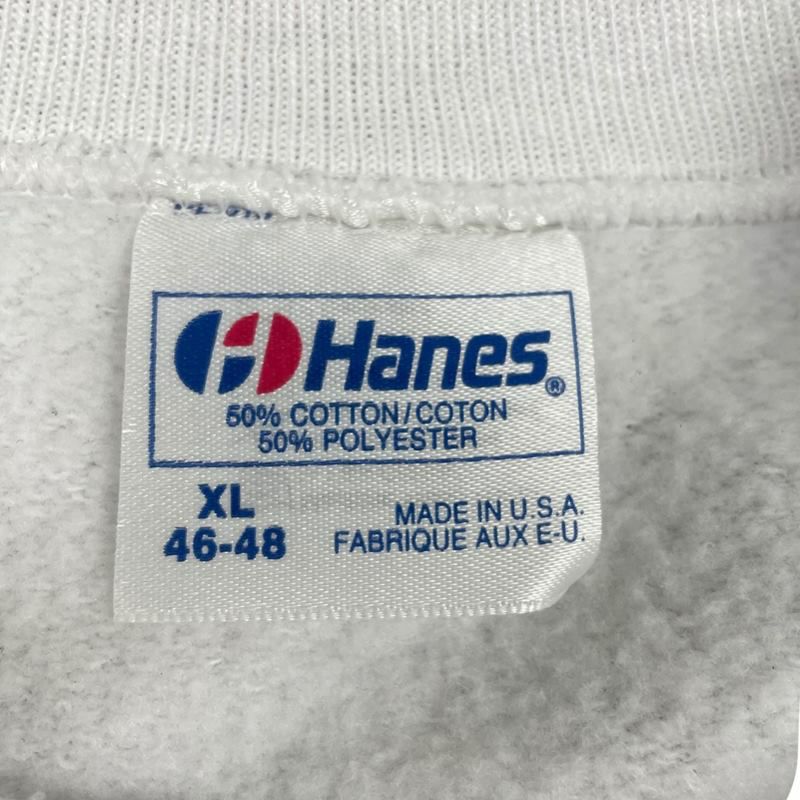 Hanes®
50% COTTON/COTON
50% POLYESTER
XL
46-48
MADE IN U.S.A.
FABRIQUE AUX E-U.